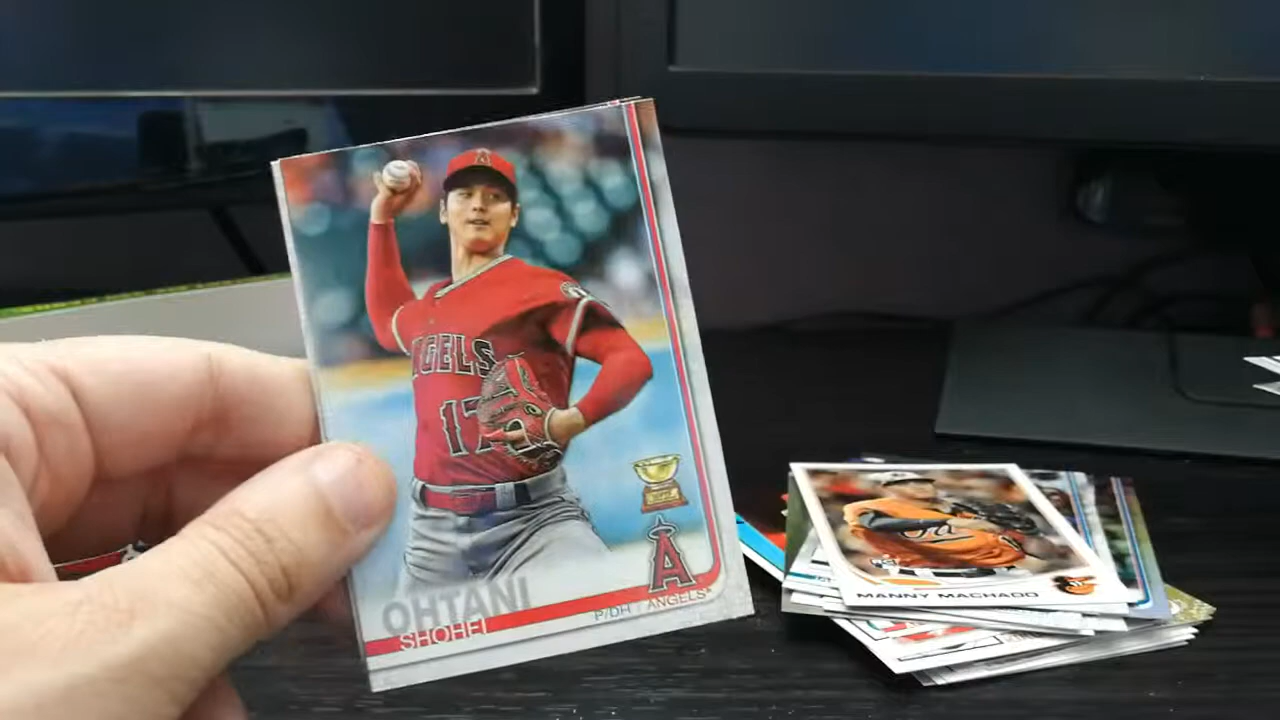 ANGELS
17
OHTANI
SHOHEI
P/DH ANGELS
MANNY MACHADO